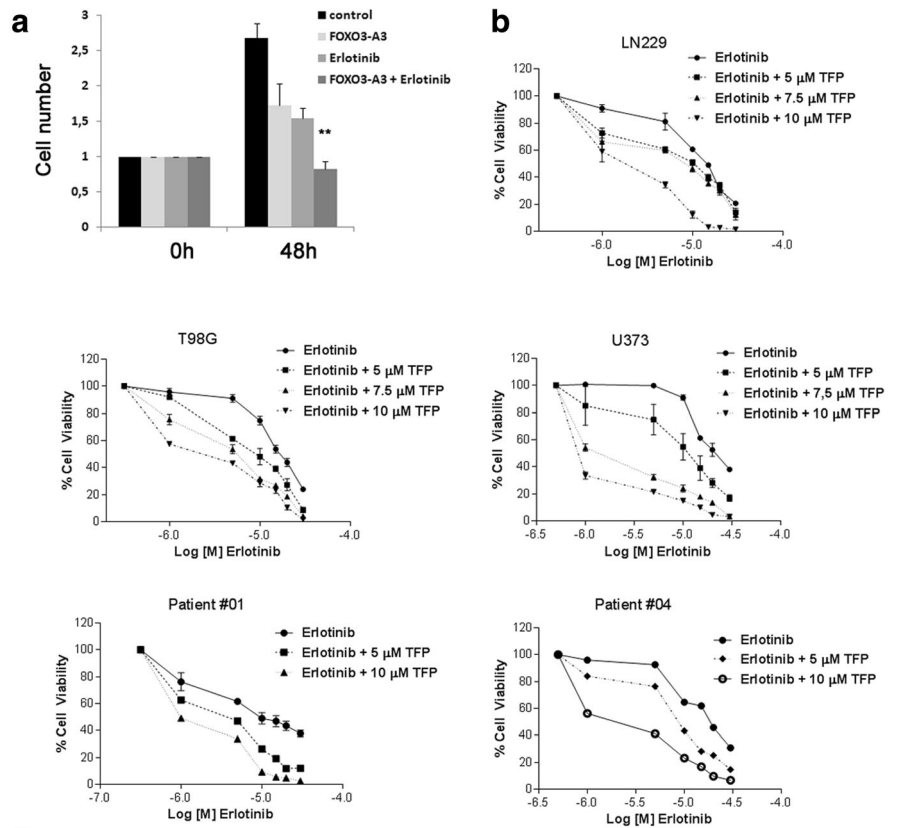 a
Cell number
3
2,5
2
1,5
1
0,5
0
0h
48h
control
FOXO3-A3
Erlotinib
FOXO3-A3 + Erlotinib
**
b
LN229
% Cell Viability
120
100
80
60
40
20
0
-6.0
-5.0
-4.0
Log [M] Erlotinib
Erlotinib
Erlotinib + 5 µM TFP
Erlotinib + 7.5 µM TFP
Erlotinib + 10 µM TFP
T98G
% Cell Viability
120
100
80
60
40
20
0
-6.0
-5.0
-4.0
Log [M] Erlotinib
Erlotinib
Erlotinib + 5 µM TFP
Erlotinib + 7.5 µM TFP
Erlotinib + 10 µM TFP
U373
% Cell Viability
120
100
80
60
40
20
0
-6.5
-6.0
-5.5
-5.0
-4.5
-4.0
Log [M] Erlotinib
Erlotinib
Erlotinib + 5 µM TFP
Erlotinib + 7,5 µM TFP
Erlotinib + 10 µM TFP
Patient #01
% Cell Viability
120
100
80
60
40
20
0
-7.0
-6.0
-5.0
-4.0
Log [M] Erlotinib
Erlotinib
Erlotinib + 5 µM TFP
Erlotinib + 10 µM TFP
Patient #04
% Cell Viability
120
100
80
60
40
20
0
-6.5
-6.0
-5.5
-5.0
-4.5
-4.0
Log [M] Erlotinib
Erlotinib
Erlotinib + 5 µM TFP
Erlotinib + 10 µM TFP